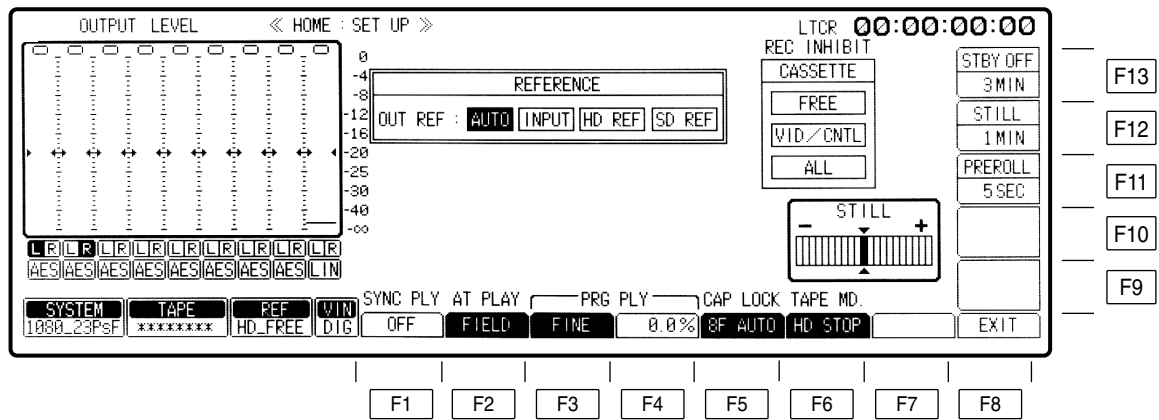 OUTPUT LEVEL ≪ HOME : SET UP ≫ LTCR 00:00:00:00
0
-4
-8
-12
-16
-20
-25
-30
-40
-∞
REFERENCE
OUT REF : AUTO INPUT HD REF SD REF
REC INHIBIT
CASSETTE
FREE
VID/CNTL
ALL
STILL
- +
STBY OFF
3MIN
STILL
1MIN
PREROLL
5SEC
EXIT
F13
F12
F11
F10
F9
L R L R L R L R L R L R L R L R L R
AES AES AES AES AES AES AES AES LIN
SYSTEM TAPE REF VIN
1080_23PsF ******** HD_FREE DIG
SYNC PLY AT PLAY PRG PLY CAP LOCK TAPE MD.
OFF FIELD FINE 0.0% 8F AUTO HD STOP
F1 F2 F3 F4 F5 F6 F7 F8